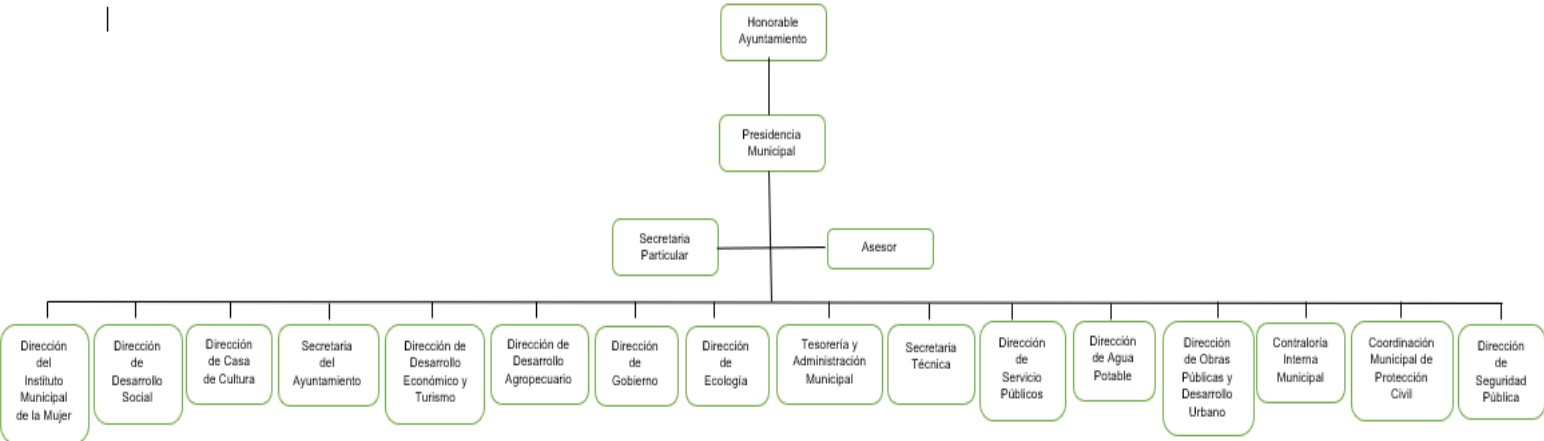 Honorable
Ayuntamiento
Presidencia
Municipal
Secretaria
Particular
Asesor
Dirección
del
Instituto
Municipal
de la Mujer
Dirección
de
Desarrollo
Social
Dirección
de Casa
de Cultura
Secretaria
del
Ayuntamiento
Dirección de
Desarrollo
Económico y
Turismo
Dirección de
Desarrollo
Agropecuario
Dirección
de
Gobierno
Dirección
de
Ecología
Tesorería y
Administración
Municipal
Secretaria
Técnica
Dirección
de
Servicio
Públicos
Dirección
de Agua
Potable
Dirección
de Obras
Públicas y
Desarrollo
Urbano
Contraloría
Interna
Municipal
Coordinación
Municipal de
Protección
Civil
Dirección
de
Seguridad
Pública